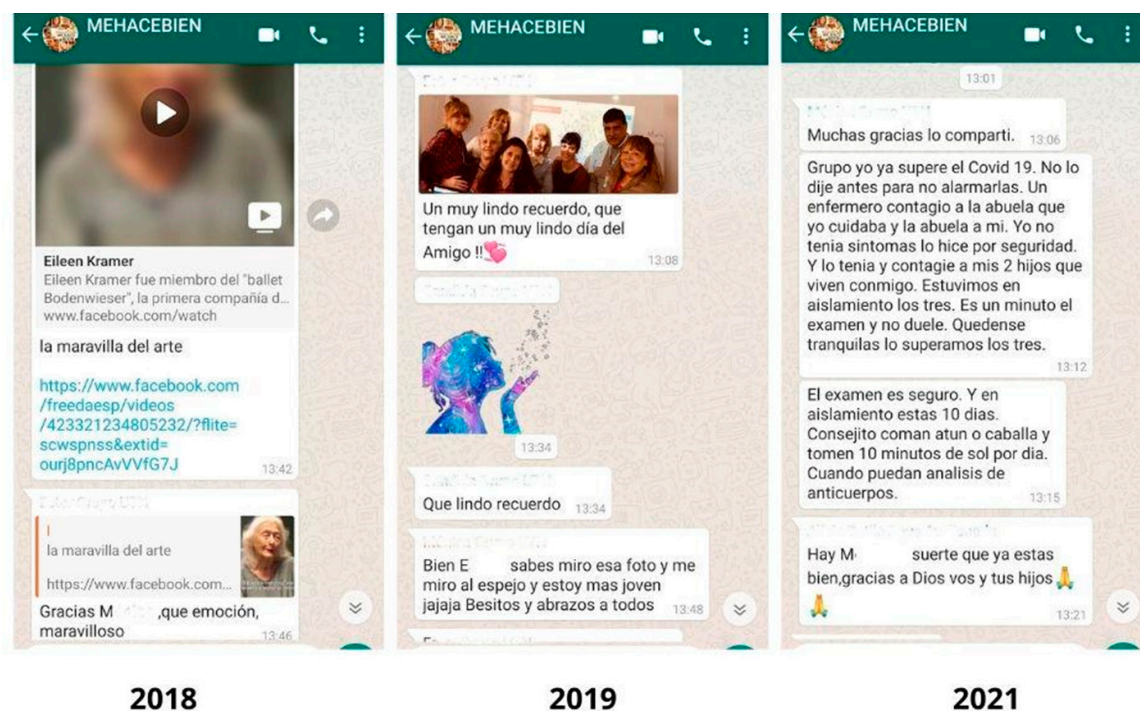 MEHACEBIEN
Eileen Kramer
Eileen Kramer fue miembro del "ballet
Bodenwieser", la primera compañía d...
www.facebook.com/watch
la maravilla del arte
https://www.facebook.com
/freedaesp/videos
/423321234805232/?flite=
scwspnss&extid=
ourj8pncAvVVfG7J
13:42
la maravilla del arte
https://www.facebook.com...
Gracias M ,que emoción,
maravilloso
13:46
2018
MEHACEBIEN
Un muy lindo recuerdo, que
tengan un muy lindo día del
Amigo !!
13:08
13:34
Que lindo recuerdo 13:34
Bien E sabes miro esa foto y me
miro al espejo y estoy mas joven
jajaja Besitos y abrazos a todos 13:48
2019
MEHACEBIEN
13:01
Muchas gracias lo comparti. 13:06
Grupo yo ya supere el Covid 19. No lo
dije antes para no alarmarlas. Un
enfermero contagio a la abuela que
yo cuidaba y la abuela a mi. Yo no
tenia sintomas lo hice por seguridad.
Y lo tenia y contagie a mis 2 hijos que
viven conmigo. Estuvimos en
aislamiento los tres. Es un minuto el
examen y no duele. Quedense
tranquilas lo superamos los tres.
13:12
El examen es seguro. Y en
aislamiento estas 10 dias.
Consejito coman atun o caballa y
tomen 10 minutos de sol por dia.
Cuando puedan analisis de
anticuerpos.
13:15
Hay M suerte que ya estas
bien,gracias a Dios vos y tus hijos
13:21
2021